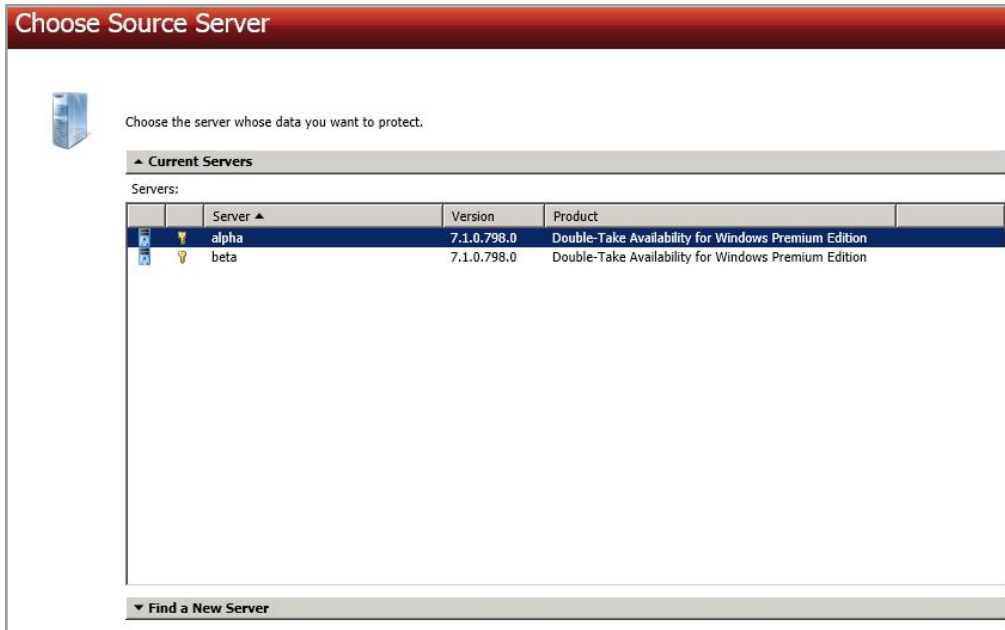 Choose Source Server
Choose the server whose data you want to protect.
Current Servers
Servers:
Server Version Product
alpha 7.1.0.798.0 Double-Take Availability for Windows Premium Edition
beta 7.1.0.798.0 Double-Take Availability for Windows Premium Edition
Find a New Server